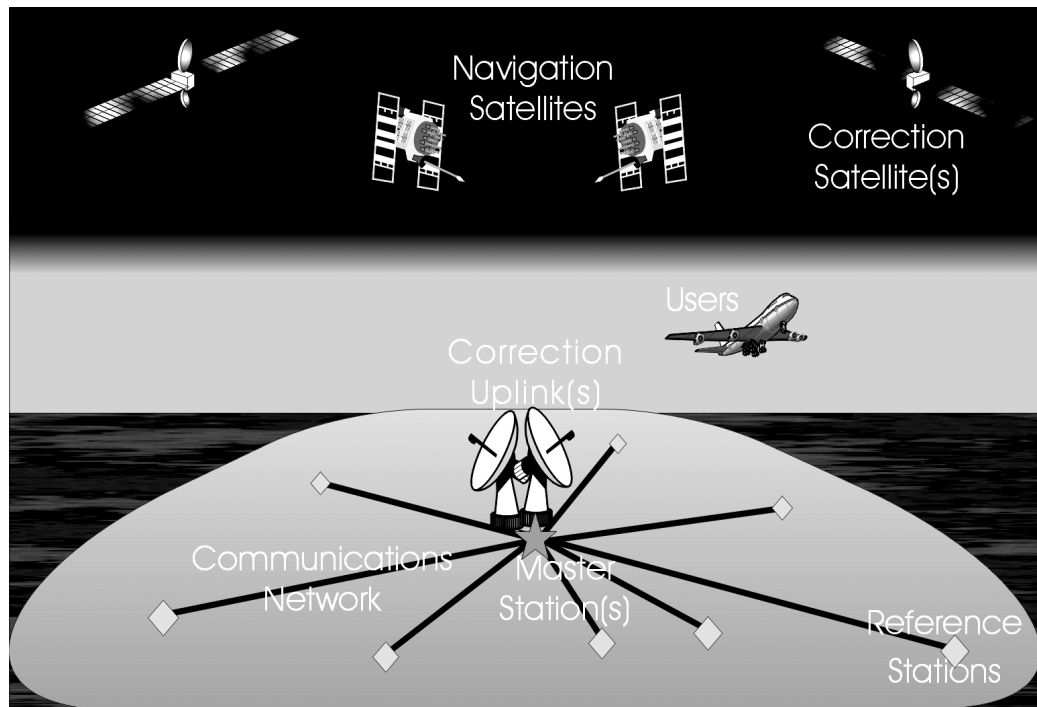 Navigation
Satellites
Correction
Satellite(s)
Users
Correction
Uplink(s)
Communications
Network
Master
Station(s)
Reference
Stations